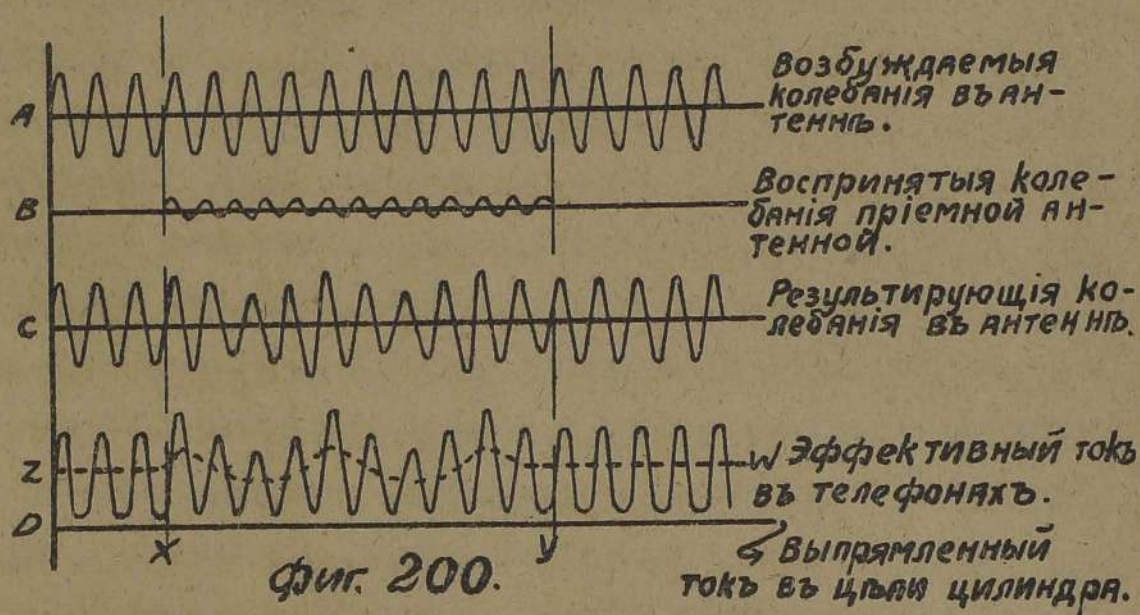 A
Возбуждаемыя
колебанія въ ан-
теннѣ.
B
Воспринятыя коле-
банія пріемной ан-
тенной.
C
Результирующія ко-
лебанія въ антеннѣ.
Z
W Эффективный токъ
въ телефонахъ.
D
X
У
Выпрямленный
токъ въ цѣпи цилиндра.
Фиг. 200.